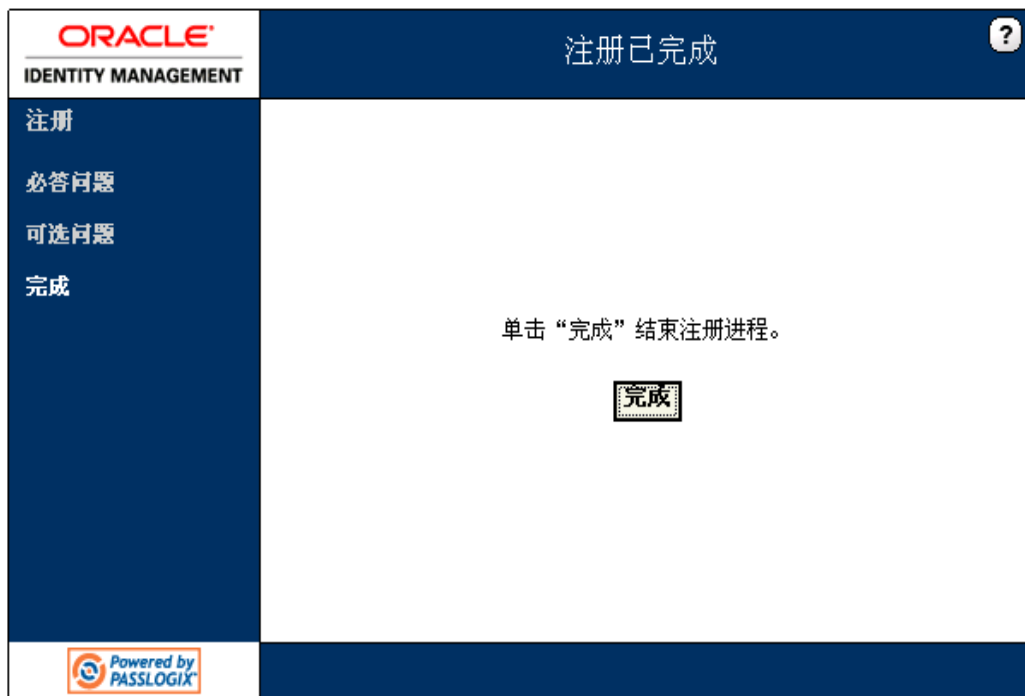 ORACLE
IDENTITY MANAGEMENT
注册已完成
?
注册
必答问题
可选问题
完成
单击“完成”结束注册进程。
完成
Powered by
PASSLOGIX